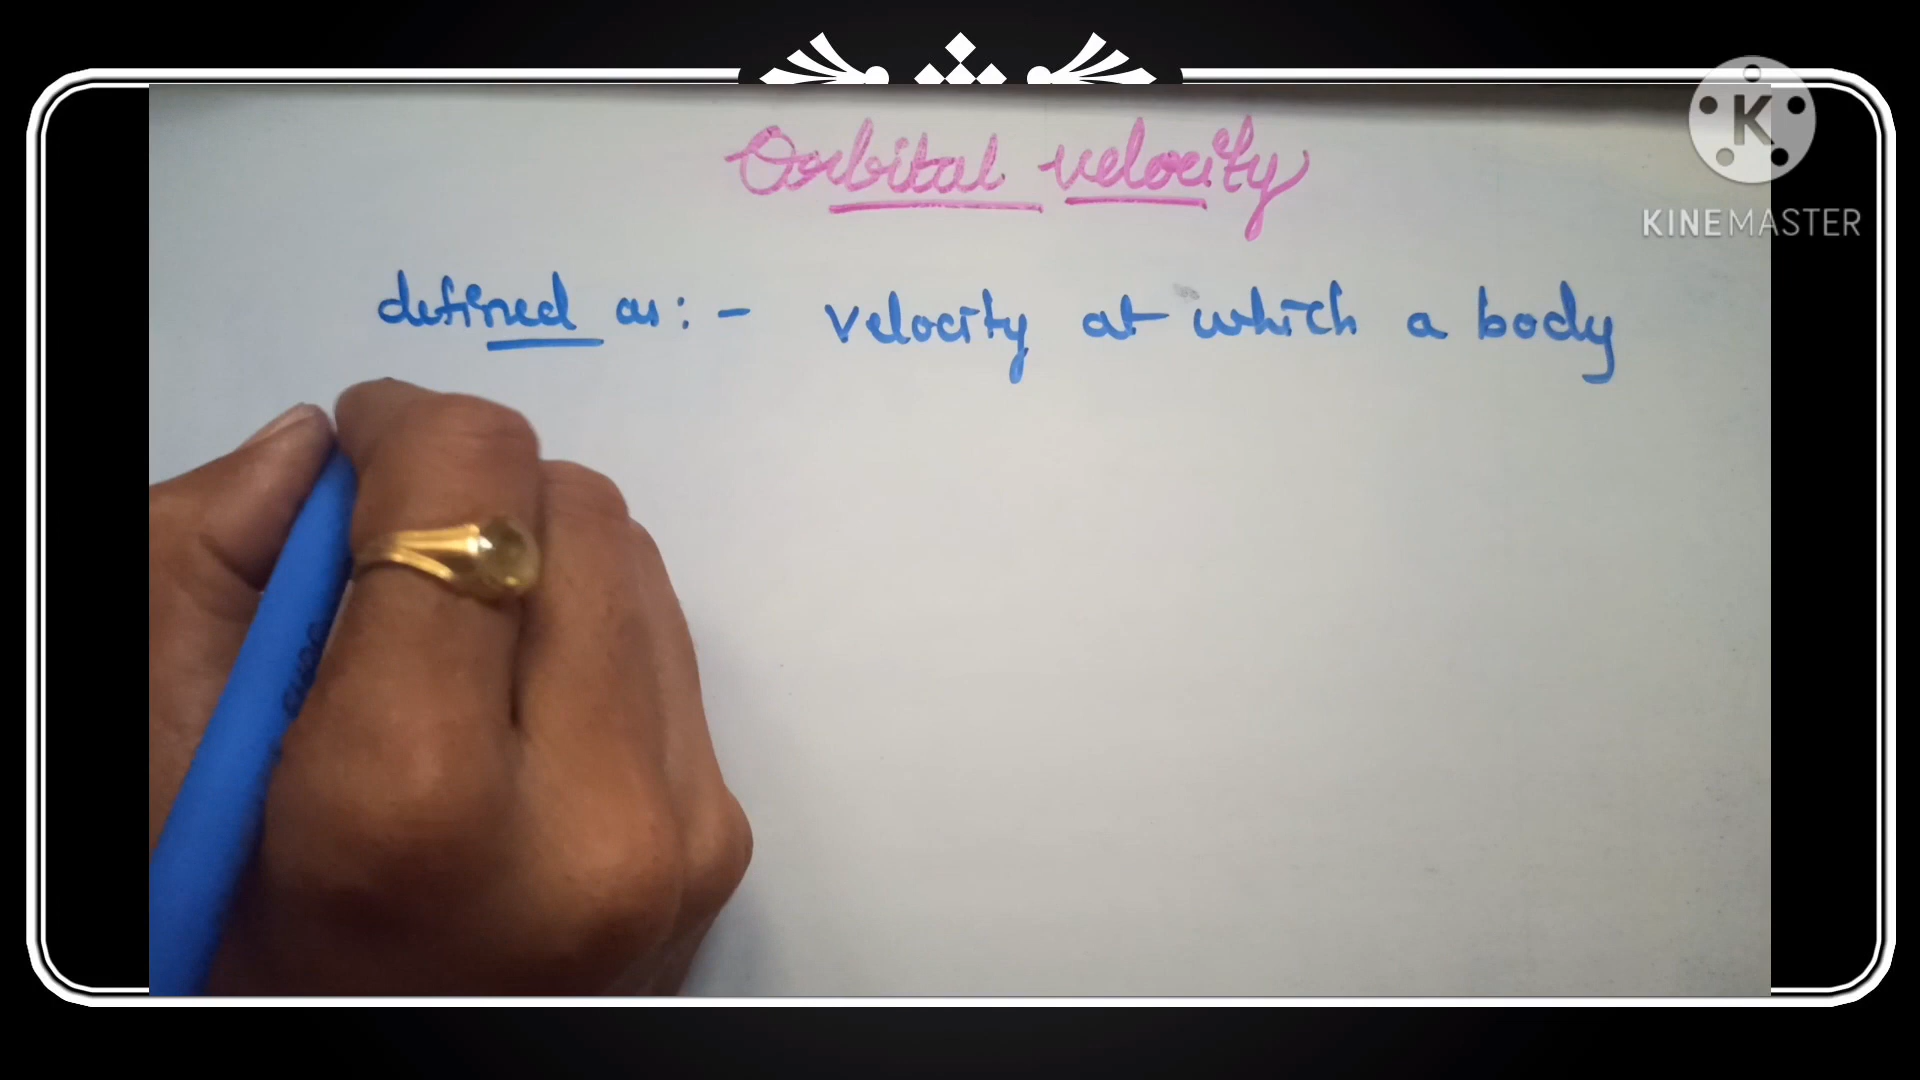 Orbital velocity
defined as:- velocity at which a body
K
KINEMASTER